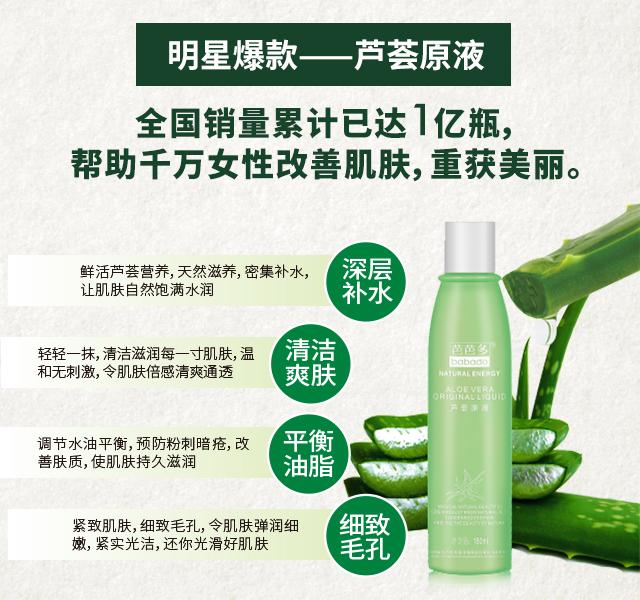 明星爆款——芦荟原液
全国销量累计已达1亿瓶,
帮助千万女性改善肌肤,重获美丽。
鲜活芦荟营养,天然滋养,密集补水,
让肌肤自然饱满水润
深层
补水
轻轻一抹,清洁滋润每一寸肌肤,温
和无刺激,令肌肤倍感清爽通透
清洁
爽肤
调节水油平衡,预防粉刺暗疮,改
善肤质,使肌肤持久滋润
平衡
油脂
紧致肌肤,细致毛孔,令肌肤弹润细
嫩,紧实光洁,还你光滑好肌肤
细致
毛孔
芭芭多®
babado
NATURAL ENERGY
ALOE VERA
ORIGINAL LIQUID
芦荟原液